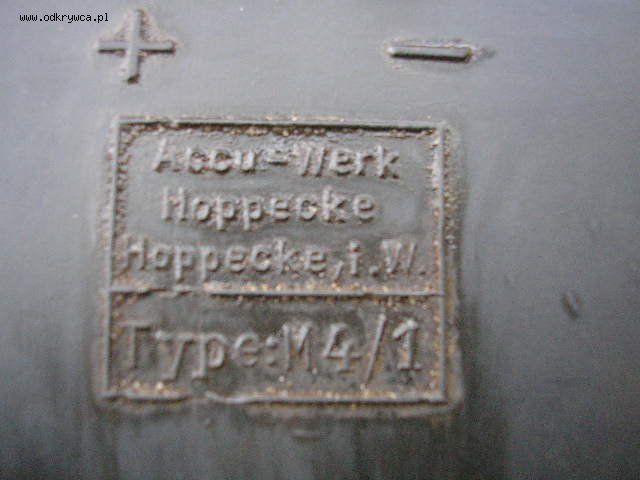 www.odkrywca.pl
+ -
Accu-Werk
Hoppecke
Hoppecke, i.W.
Type:M4/1